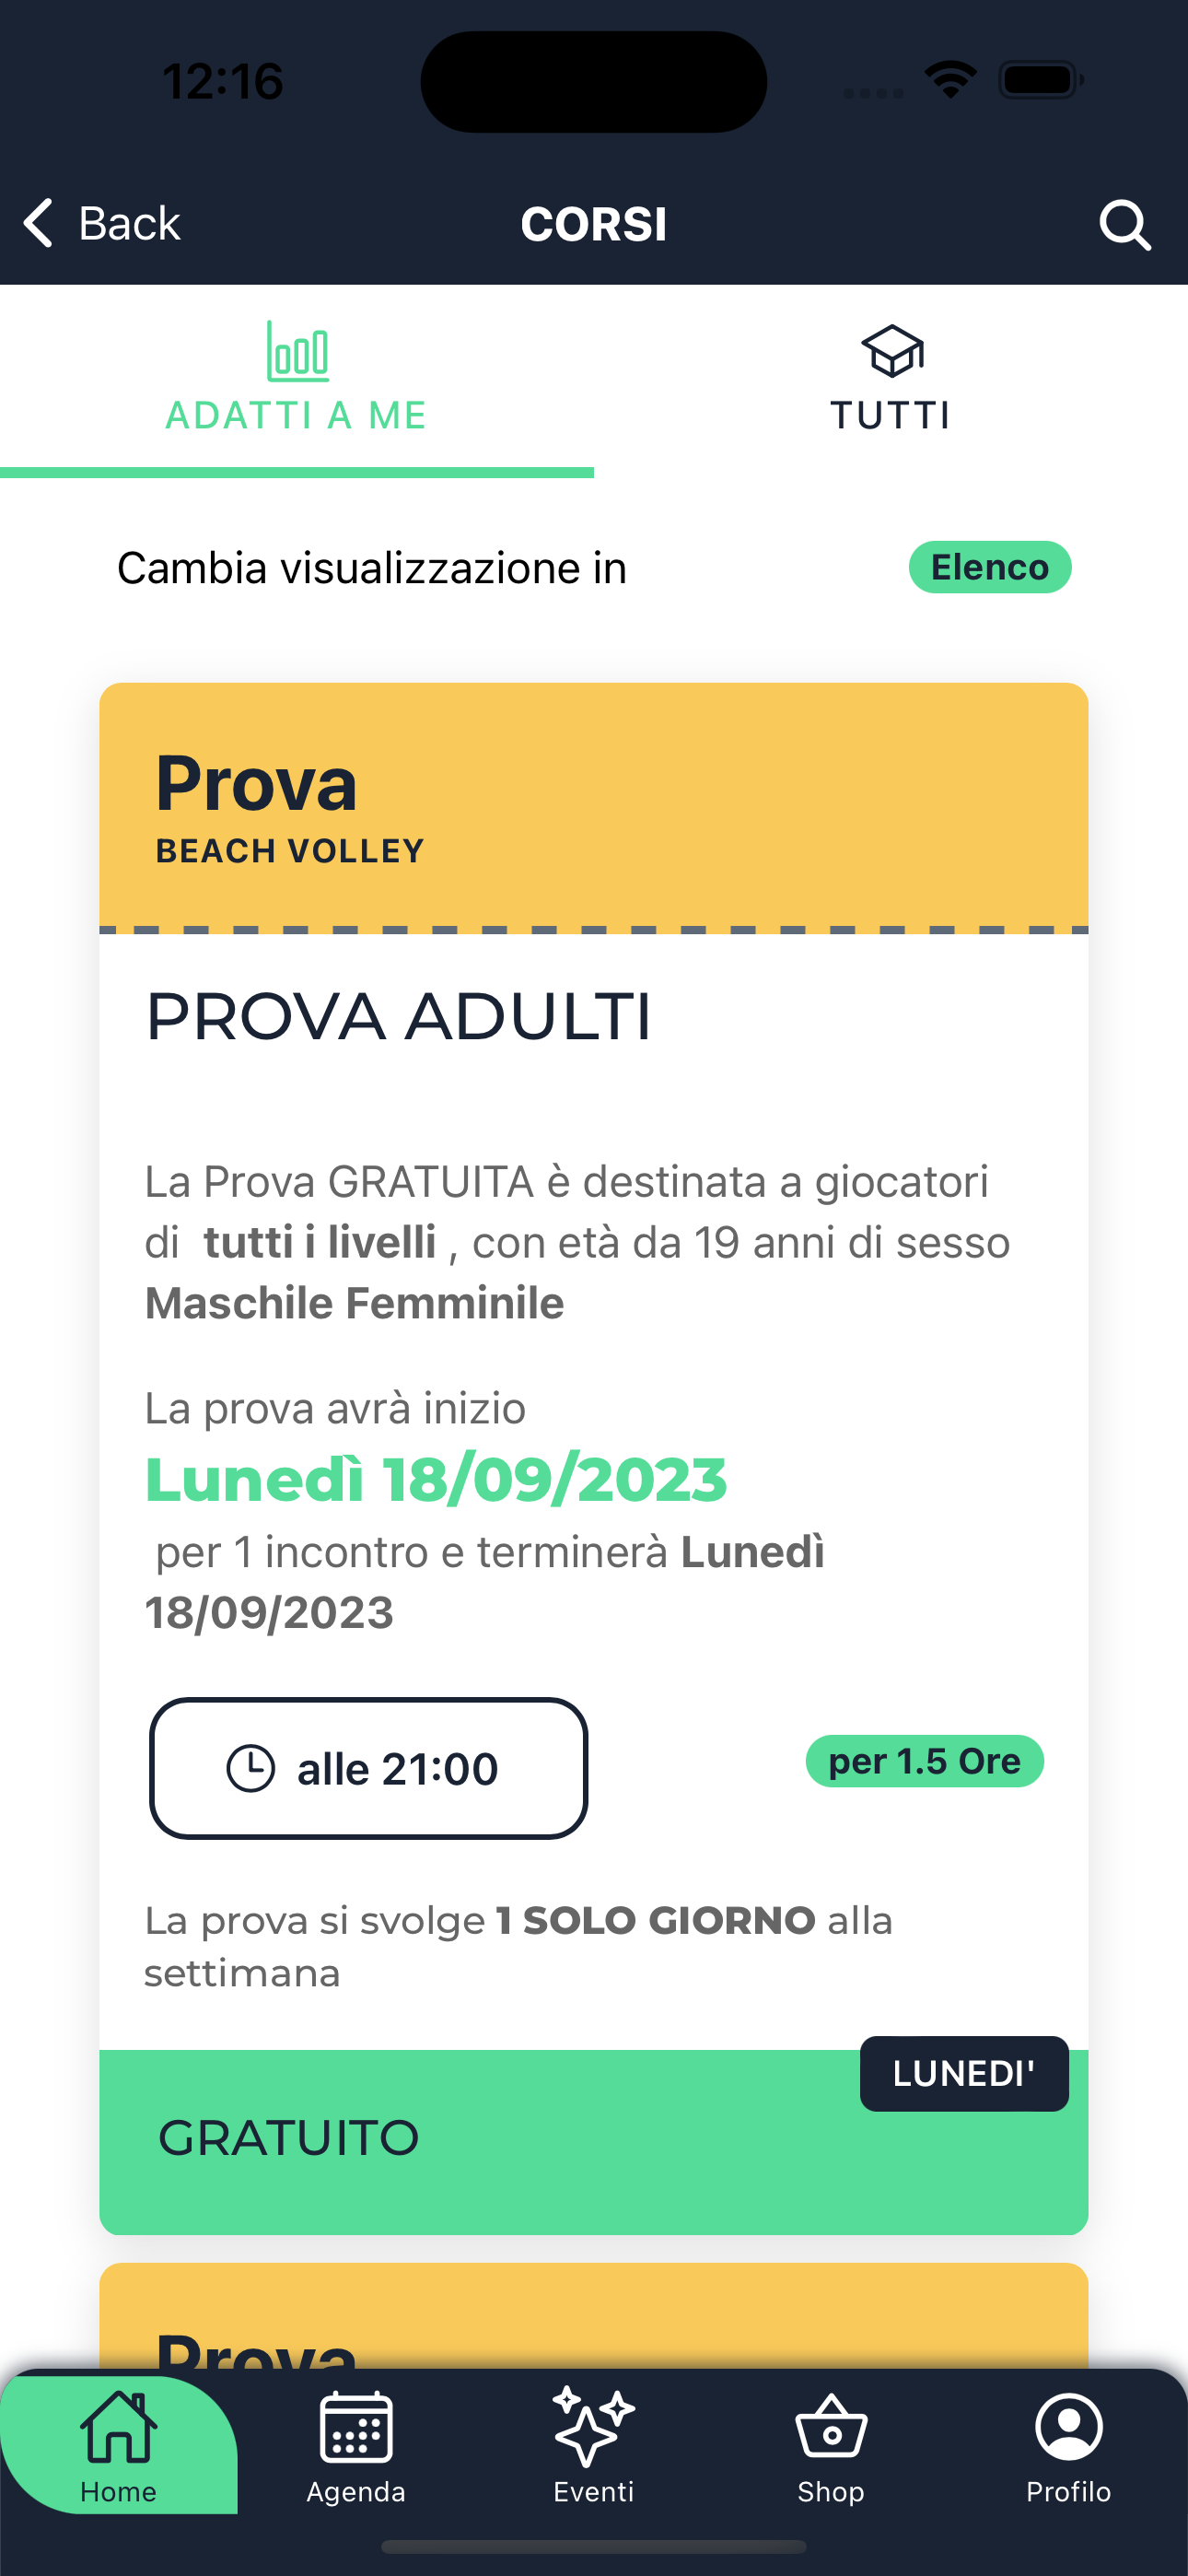 12:16
Back
CORSI
ADATTI A ME
TUTTI
Cambia visualizzazione in
Elenco
Prova
BEACH VOLLEY
PROVA ADULTI
La Prova GRATUITA è destinata a giocatori
di tutti i livelli , con età da 19 anni di sesso
Maschile Femminile
La prova avrà inizio
Lunedì 18/09/2023
per 1 incontro e terminerà Lunedì
18/09/2023
alle 21:00
per 1.5 Ore
La prova si svolge 1 SOLO GIORNO alla
settimana
LUNEDI'
GRATUITO
Prova
Home
Agenda
Eventi
Shop
Profilo